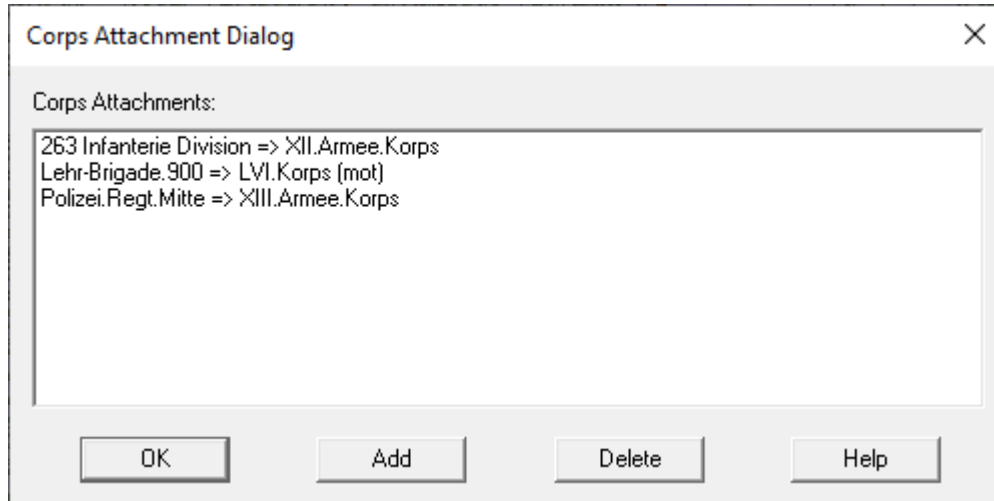 Corps Attachment Dialog
Corps Attachments:
263 Infanterie Division => XII.Armee.Korps
Lehr-Brigade.900 => LVI.Korps (mot)
Polizei.Regt.Mitte => XIII.Armee.Korps
OK Add Delete Help